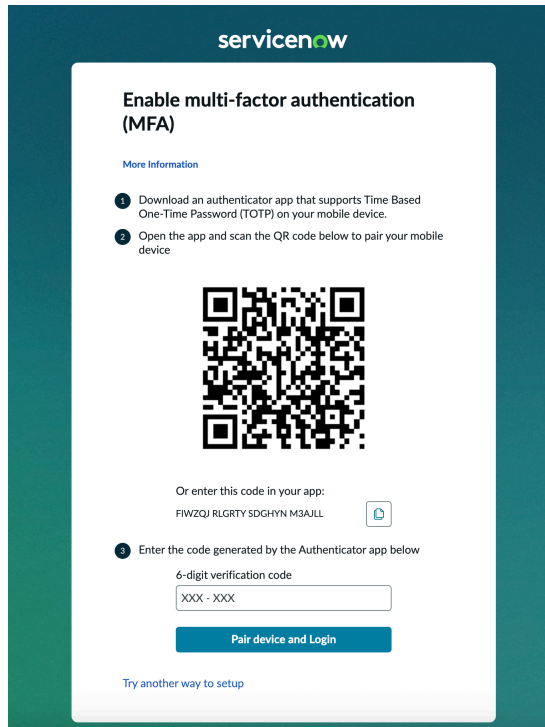 servicenow
Enable multi-factor authentication
(MFA)
More Information
1 Download an authenticator app that supports Time Based
One-Time Password (TOTP) on your mobile device.
2 Open the app and scan the QR code below to pair your mobile
device
Or enter this code in your app:
FIWZQJ RLGRTY SDGHYN M3AJLL
3 Enter the code generated by the Authenticator app below
6-digit verification code
XXX - XXX
Pair device and Login
Try another way to setup